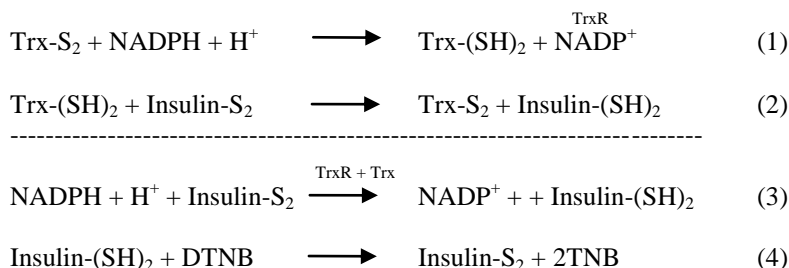 TrxR
Trx-S₂ + NADPH + H⁺ ⟶ Trx-(SH)₂ + NADP⁺ (1)
Trx-(SH)₂ + Insulin-S₂ ⟶ Trx-S₂ + Insulin-(SH)₂ (2)
--------------------------------------------------------------------------------
TrxR + Trx
NADPH + H⁺ + Insulin-S₂ ⟶ NADP⁺ + + Insulin-(SH)₂ (3)
Insulin-(SH)₂ + DTNB ⟶ Insulin-S₂ + 2TNB (4)